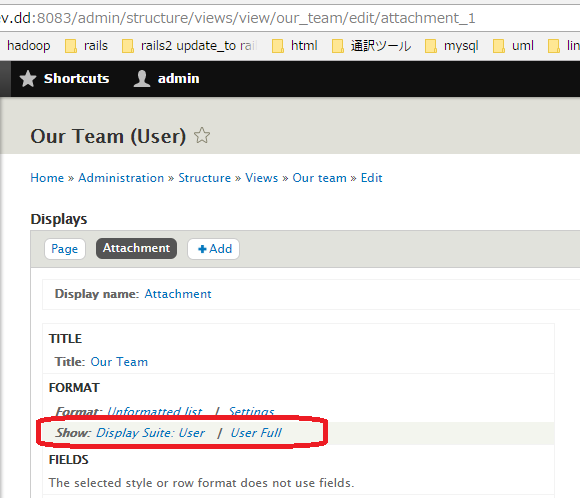 ev.dd:8083/admin/structure/views/view/our_team/edit/attachment_1
hadoop rails rails2 update_to rail html 通訳ツール mysql uml lin
Shortcuts admin
Our Team (User)
Home » Administration » Structure » Views » Our team » Edit
Displays
Page Attachment +Add
Display name: Attachment
TITLE
Title: Our Team
FORMAT
Format: Unformatted list | Settings
Show: Display Suite: User | User Full
FIELDS
The selected style or row format does not use fields.